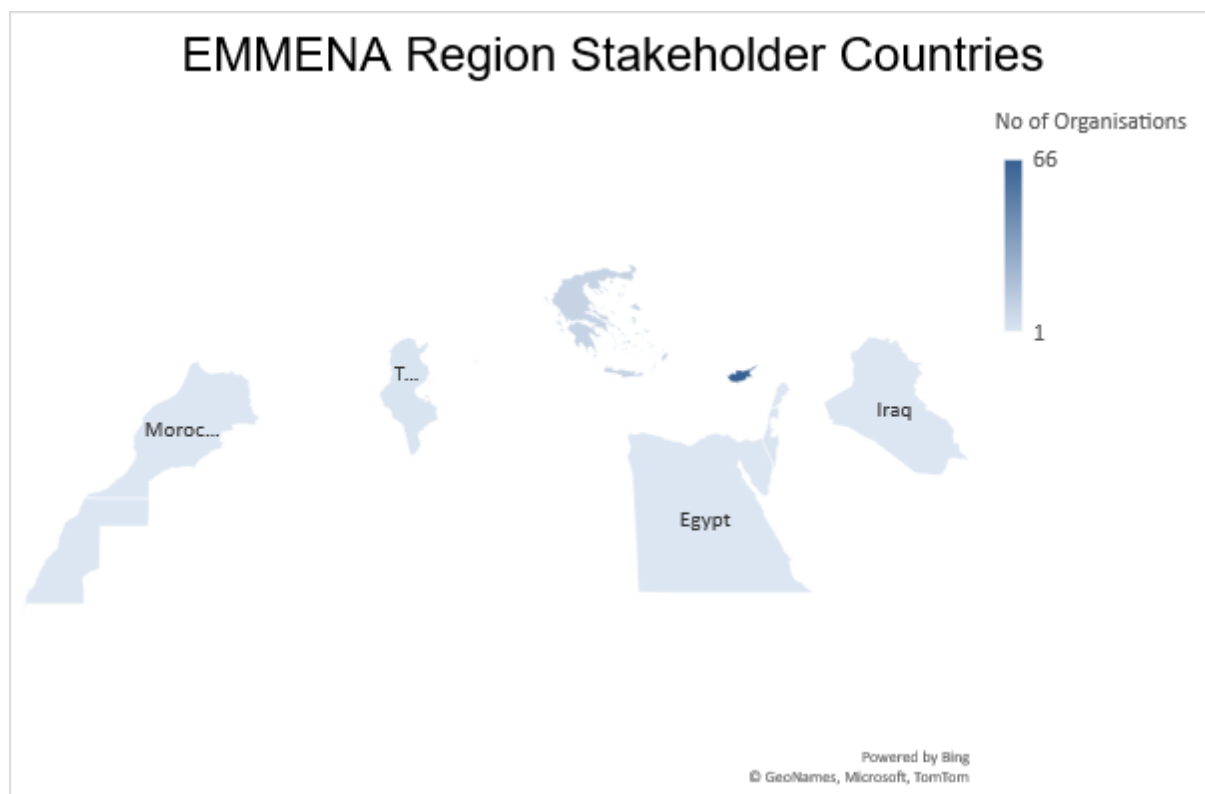 EMMENA Region Stakeholder Countries
No of Organisations
66
1
T...
Moroc...
Iraq
Egypt
Powered by Bing
© GeoNames, Microsoft, TomTom